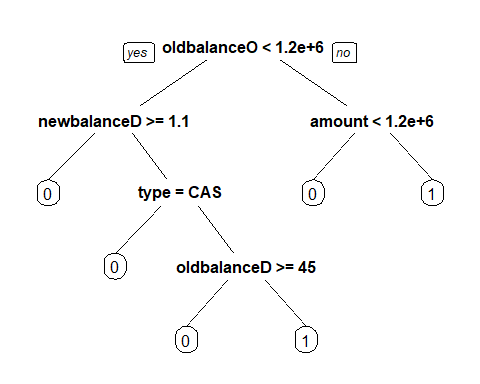 yes oldbalanceO < 1.2e+6 no
newbalanceD >= 1.1
amount < 1.2e+6
0
type = CAS
0
1
0
oldbalanceD >= 45
0
1